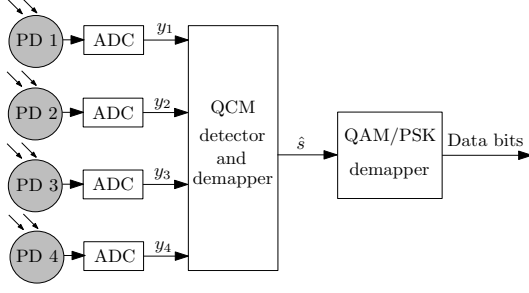 PD 1 ADC y₁
PD 2 ADC y₂
PD 3 ADC y₃
PD 4 ADC y₄
QCM
detector
and
demapper
ŝ
QAM/PSK
demapper
Data bits